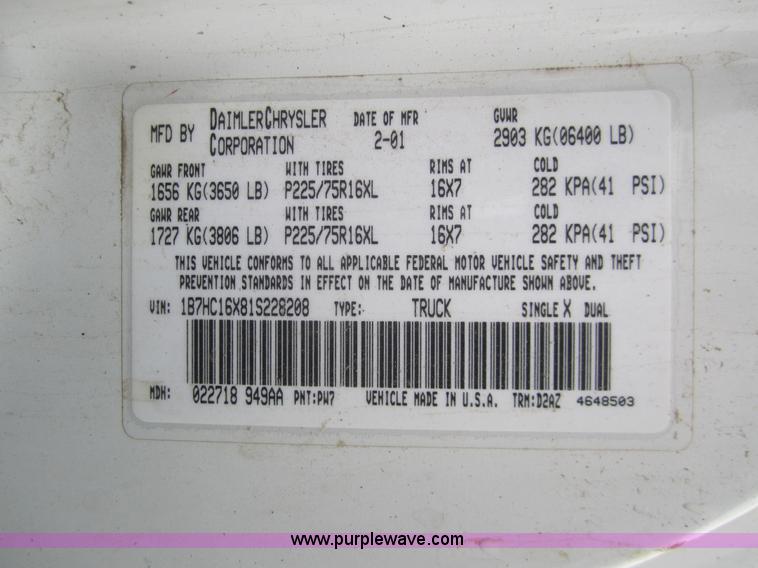 MFD BY DAIMLERCHRYSLER CORPORATION DATE OF MFR 2-01 GVWR 2903 KG(06400 LB)
GAWR FRONT WITH TIRES RIMS AT COLD
1656 KG(3650 LB) P225/75R16XL 16X7 282 KPA(41 PSI)
GAWR REAR WITH TIRES RIMS AT COLD
1727 KG(3806 LB) P225/75R16XL 16X7 282 KPA(41 PSI)
THIS VEHICLE CONFORMS TO ALL APPLICABLE FEDERAL MOTOR VEHICLE SAFETY AND THEFT
PREVENTION STANDARDS IN EFFECT ON THE DATE OF MANUFACTURE SHOWN ABOVE.
VIN: 1B7HC16X81S228208 TYPE: TRUCK SINGLE X DUAL
MDH: 022718 949AA PNT:PW7 VEHICLE MADE IN U.S.A. TRM:D2AZ 4648503
www.purplewave.com